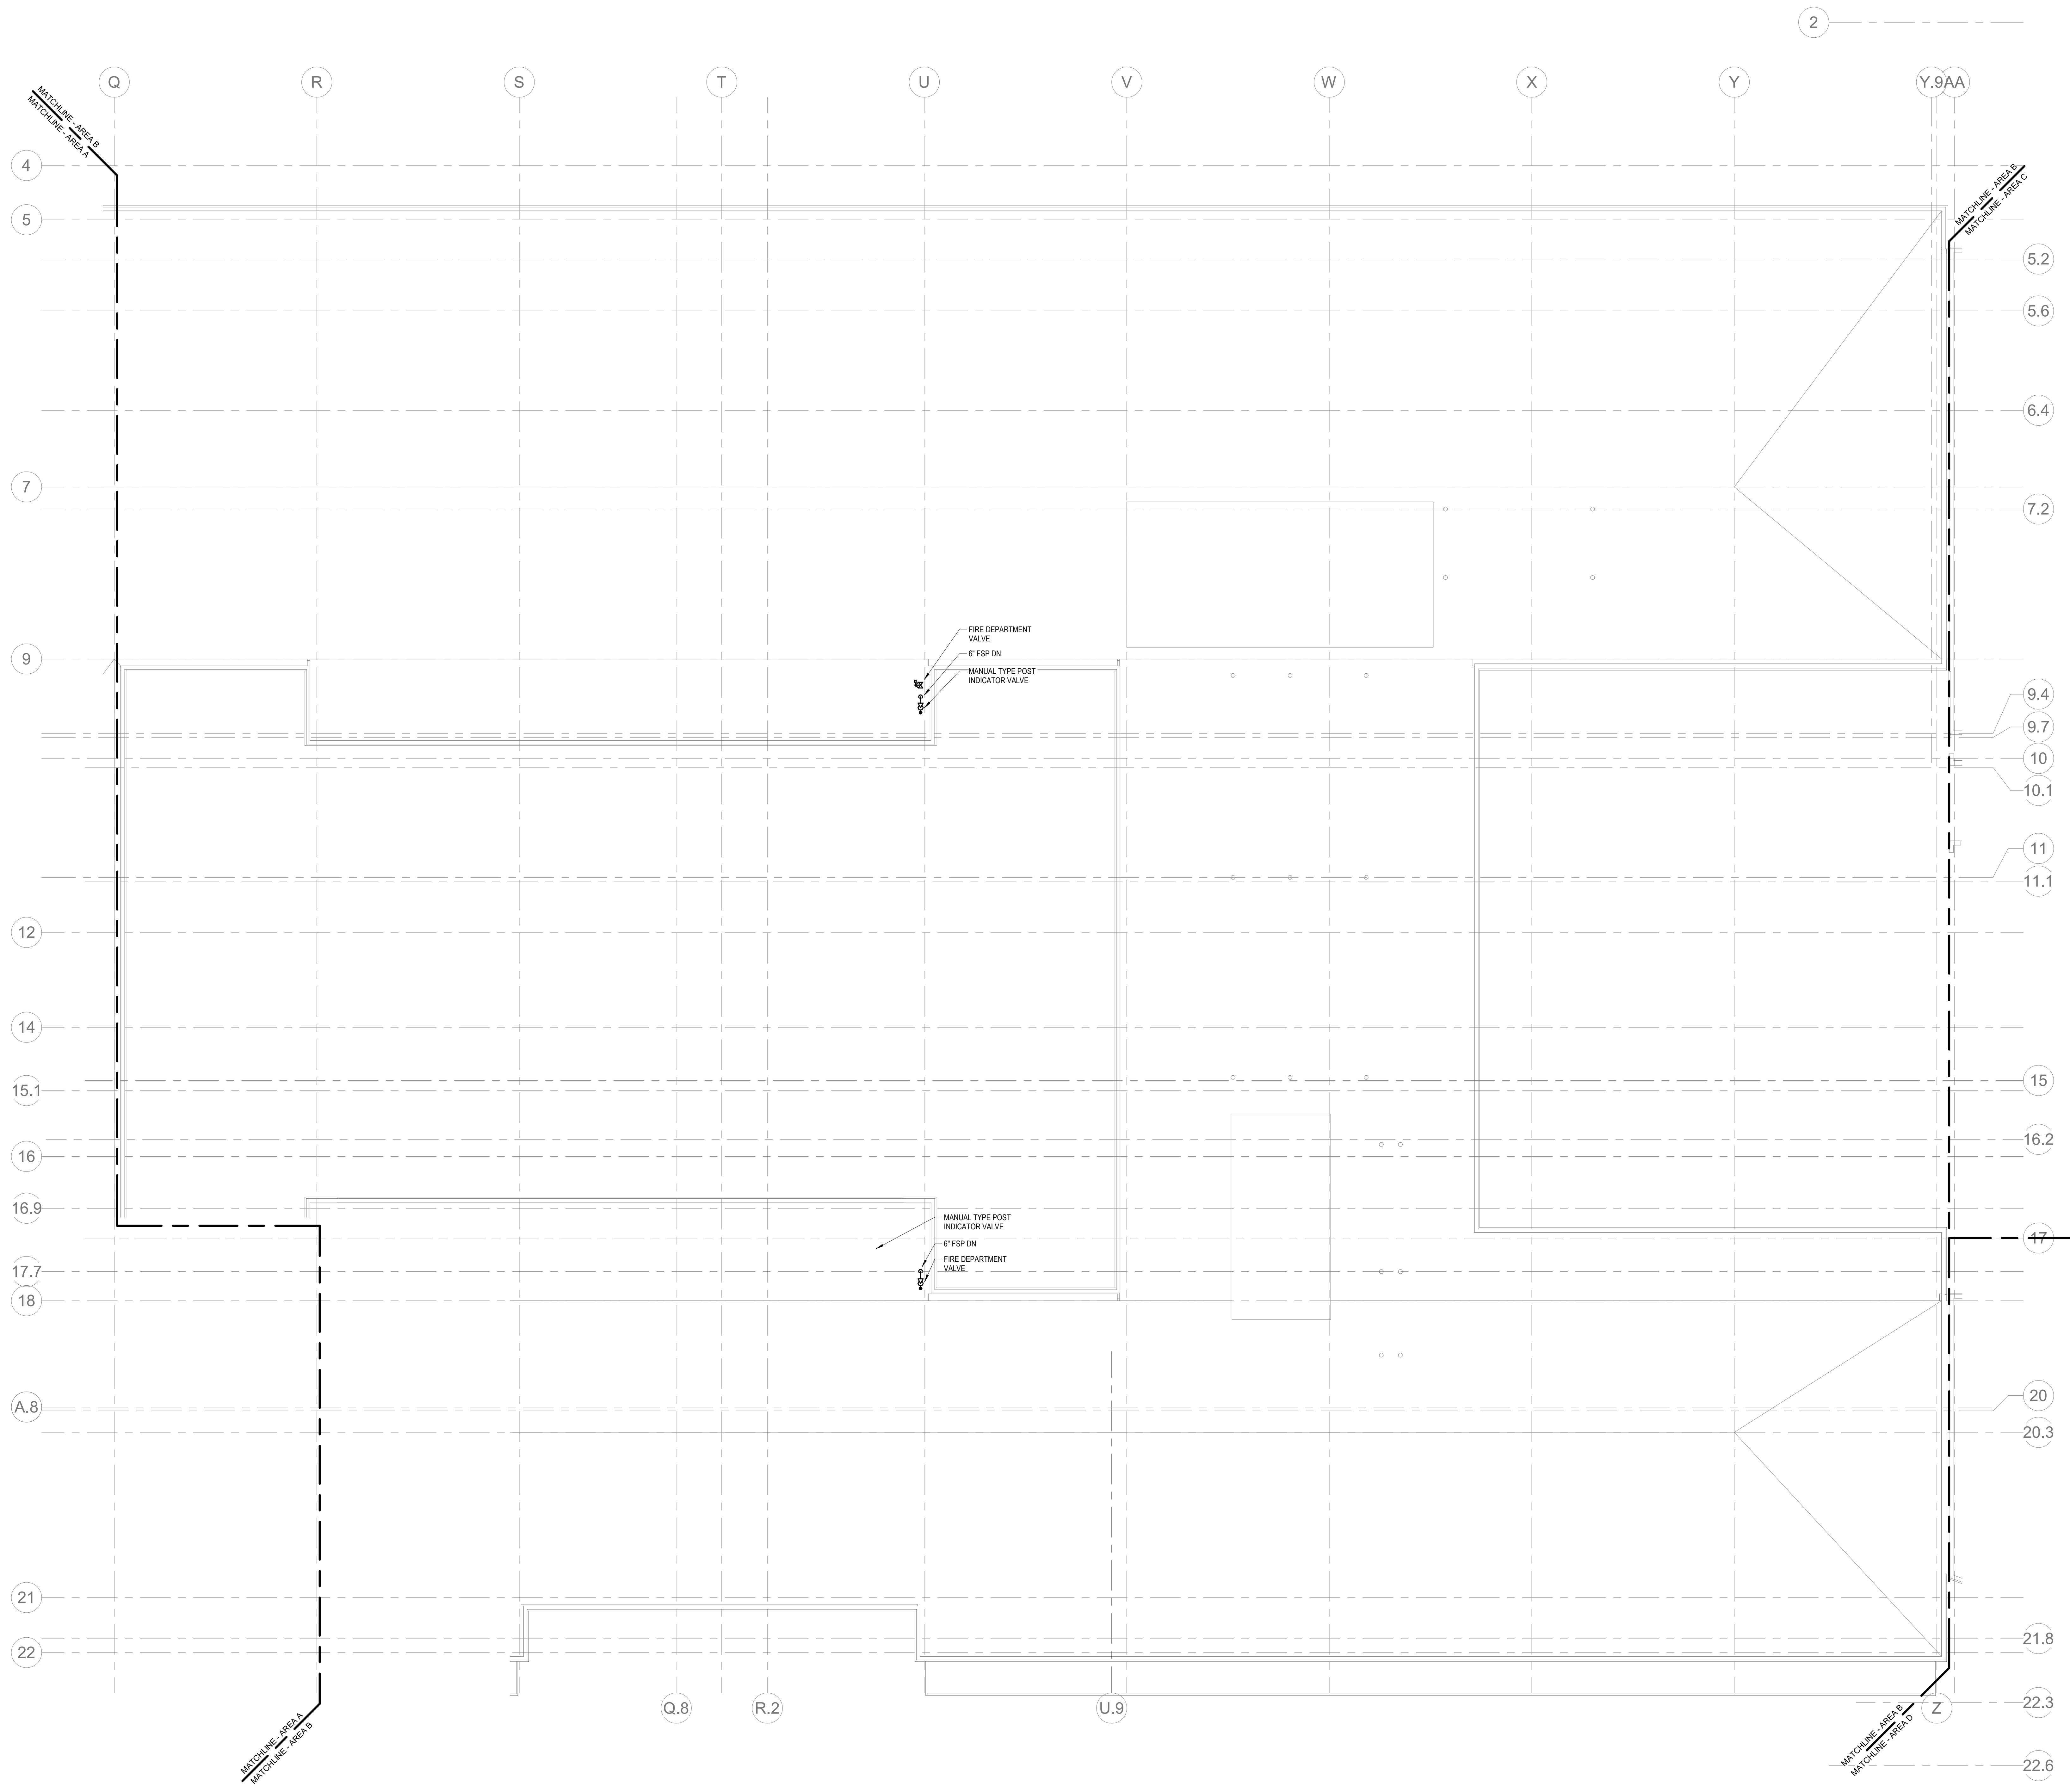 2
Q
R
S
T
U
V
W
X
Y
Y.9
AA
MATCHLINE - AREA B
MATCHLINE - AREA A
4
MATCHLINE - AREA B
MATCHLINE - AREA C
5
5.2
5.6
6.4
7
7.2
FIRE DEPARTMENT
VALVE
6" FSP DN
MANUAL TYPE POST
INDICATOR VALVE
9
9.4
9.7
10
10.1
11
11.1
12
14
15.1
15
16.2
16
16.9
MANUAL TYPE POST
INDICATOR VALVE
6" FSP DN
FIRE DEPARTMENT
VALVE
17
17.7
18
A.8
20
20.3
21
21.8
22
22.3
Q.8
R.2
U.9
Z
MATCHLINE - AREA A
MATCHLINE - AREA B
MATCHLINE - AREA B
MATCHLINE - AREA D
22.6